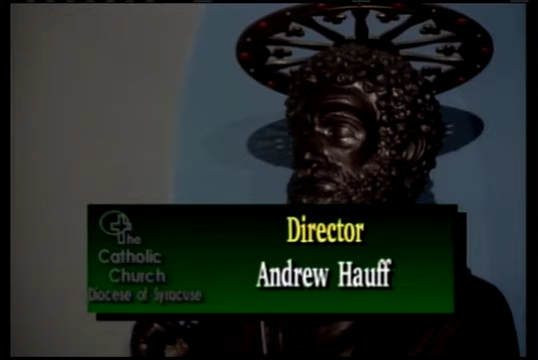 The
Catholic
Church
Diocese of Syracuse
Director
Andrew Hauff